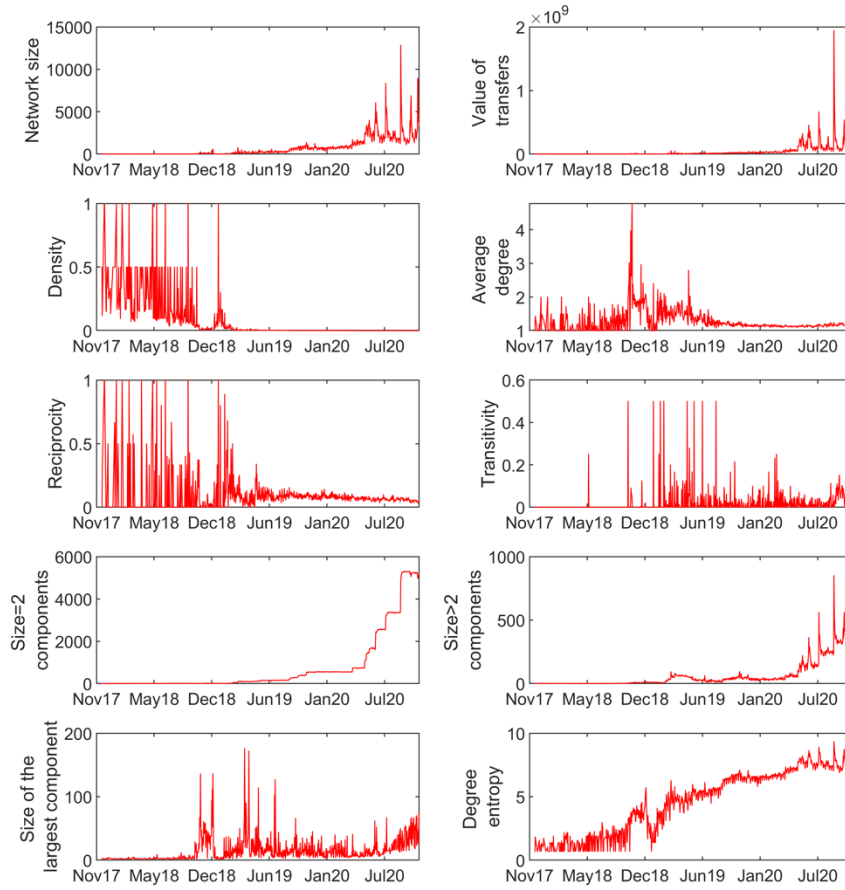 Network size
15000
10000
5000
0
Nov17 May18 Dec18 Jun19 Jan20 Jul20
Value of
transfers
×10⁹
2
1
0
Nov17 May18 Dec18 Jun19 Jan20 Jul20
Density
1
0.5
0
Nov17 May18 Dec18 Jun19 Jan20 Jul20
Average
degree
4
3
2
1
Nov17 May18 Dec18 Jun19 Jan20 Jul20
Reciprocity
1
0.5
0
Nov17 May18 Dec18 Jun19 Jan20 Jul20
Transitivity
0.6
0.4
0.2
0
Nov17 May18 Dec18 Jun19 Jan20 Jul20
Size=2
components
6000
4000
2000
0
Nov17 May18 Dec18 Jun19 Jan20 Jul20
Size>2
components
1000
500
0
Nov17 May18 Dec18 Jun19 Jan20 Jul20
Size of the
largest component
200
150
100
50
0
Nov17 May18 Dec18 Jun19 Jan20 Jul20
Degree
entropy
10
5
0
Nov17 May18 Dec18 Jun19 Jan20 Jul20